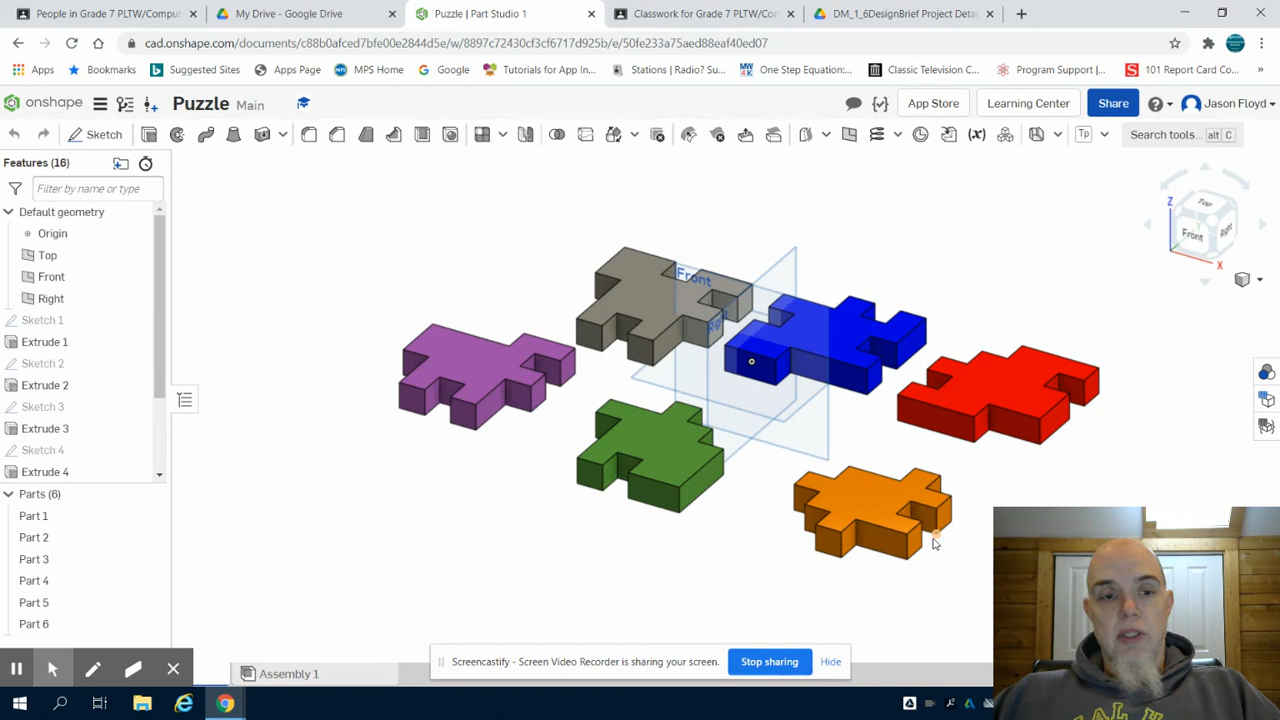 People in Grade 7 PLTW/Comput
My Drive - Google Drive
Puzzle | Part Studio 1
Classwork for Grade 7 PLTW/Com
DM_1_6DesignBrief Project Detai
cad.onshape.com/documents/c88b0afced7bfe00e2844d5e/w/8897c72430cf3cf6717d925b/e/50fe233a75aed88eaf40ed07
Apps
Bookmarks
Suggested Sites
Apps Page
MPS Home
Google
Tutorials for App In...
Stations | Radio? Su...
One Step Equation:...
Classic Television C...
Program Support |...
101 Report Card Co...
»
onshape
Puzzle Main
App Store
Learning Center
Share
Jason Floyd
Sketch
Tp
Search tools...
alt C
Features (16)
Filter by name or type
Default geometry
Origin
Top
Front
Right
Sketch 1
Extrude 1
Sketch 2
Extrude 2
Sketch 3
Extrude 3
Sketch 4
Extrude 4
Parts (6)
Part 1
Part 2
Part 3
Part 4
Part 5
Part 6
Front
Right
Z
Top
Front
Right
X
Screencastify - Screen Video Recorder is sharing your screen.
Stop sharing
Hide
Assembly 1